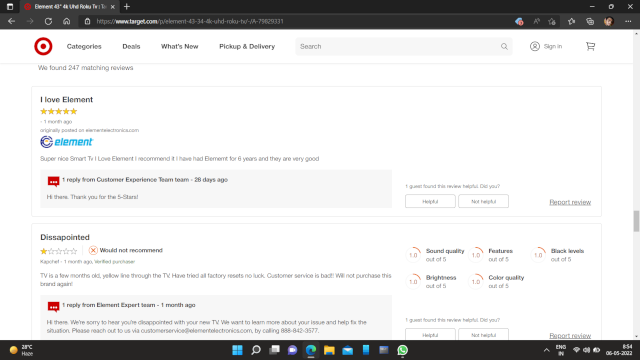 Element 43" 4k Uhd Roku Tv : Ta
https://www.target.com/p/element-43-34-4k-uhd-roku-tv/-/A-79829331
Categories Deals What's New Pickup & Delivery Search Sign in
We found 247 matching reviews
I love Element
- 1 month ago
originally posted on elementelectronics.com
element
Super nice Smart Tv I Love Element I recommend it I have had Element for 6 years and they are very good
1 reply from Customer Experience Team team - 28 days ago
Hi there. Thank you for the 5-Stars!
1 guest found this review helpful. Did you?
Helpful Not helpful Report review
Dissapointed
Would not recommend
Kapchef - 1 month ago, Verified purchaser
TV is a few months old, yellow line through the TV. Have tried all factory resets no luck. Customer service is bad!! Will not purchase this
brand again!
1.0 Sound quality out of 5
1.0 Features out of 5
1.0 Black levels out of 5
1.0 Brightness out of 5
1.0 Color quality out of 5
1 reply from Element Expert team - 1 month ago
Hi there. We're sorry to hear you're disappointed with your new TV. We want to learn more about your issue and help fix the
situation. Please reach out to us via customerservice@elementelectronics.com, by calling 888-842-3577.
1 guest found this review helpful. Did you?
Helpful Not helpful Report review
28°C
Haze
ENG
IN
8:54